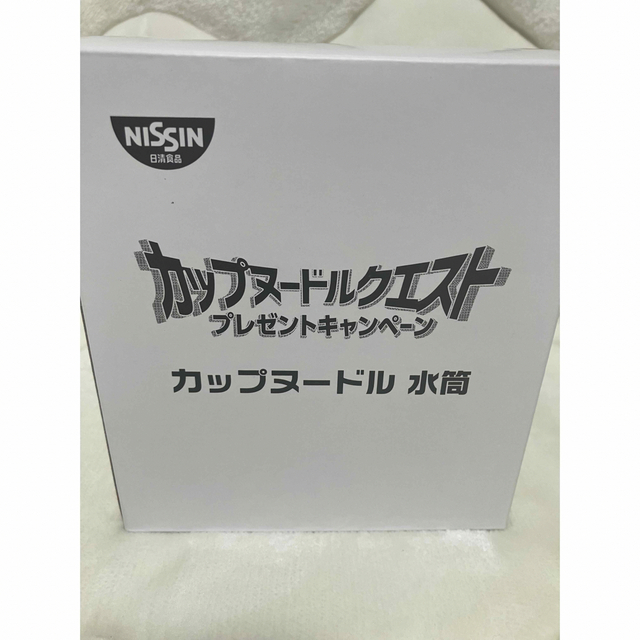 NISSIN
日清食品
カップヌードルクエスト
プレゼントキャンペーン
カップヌードル 水筒